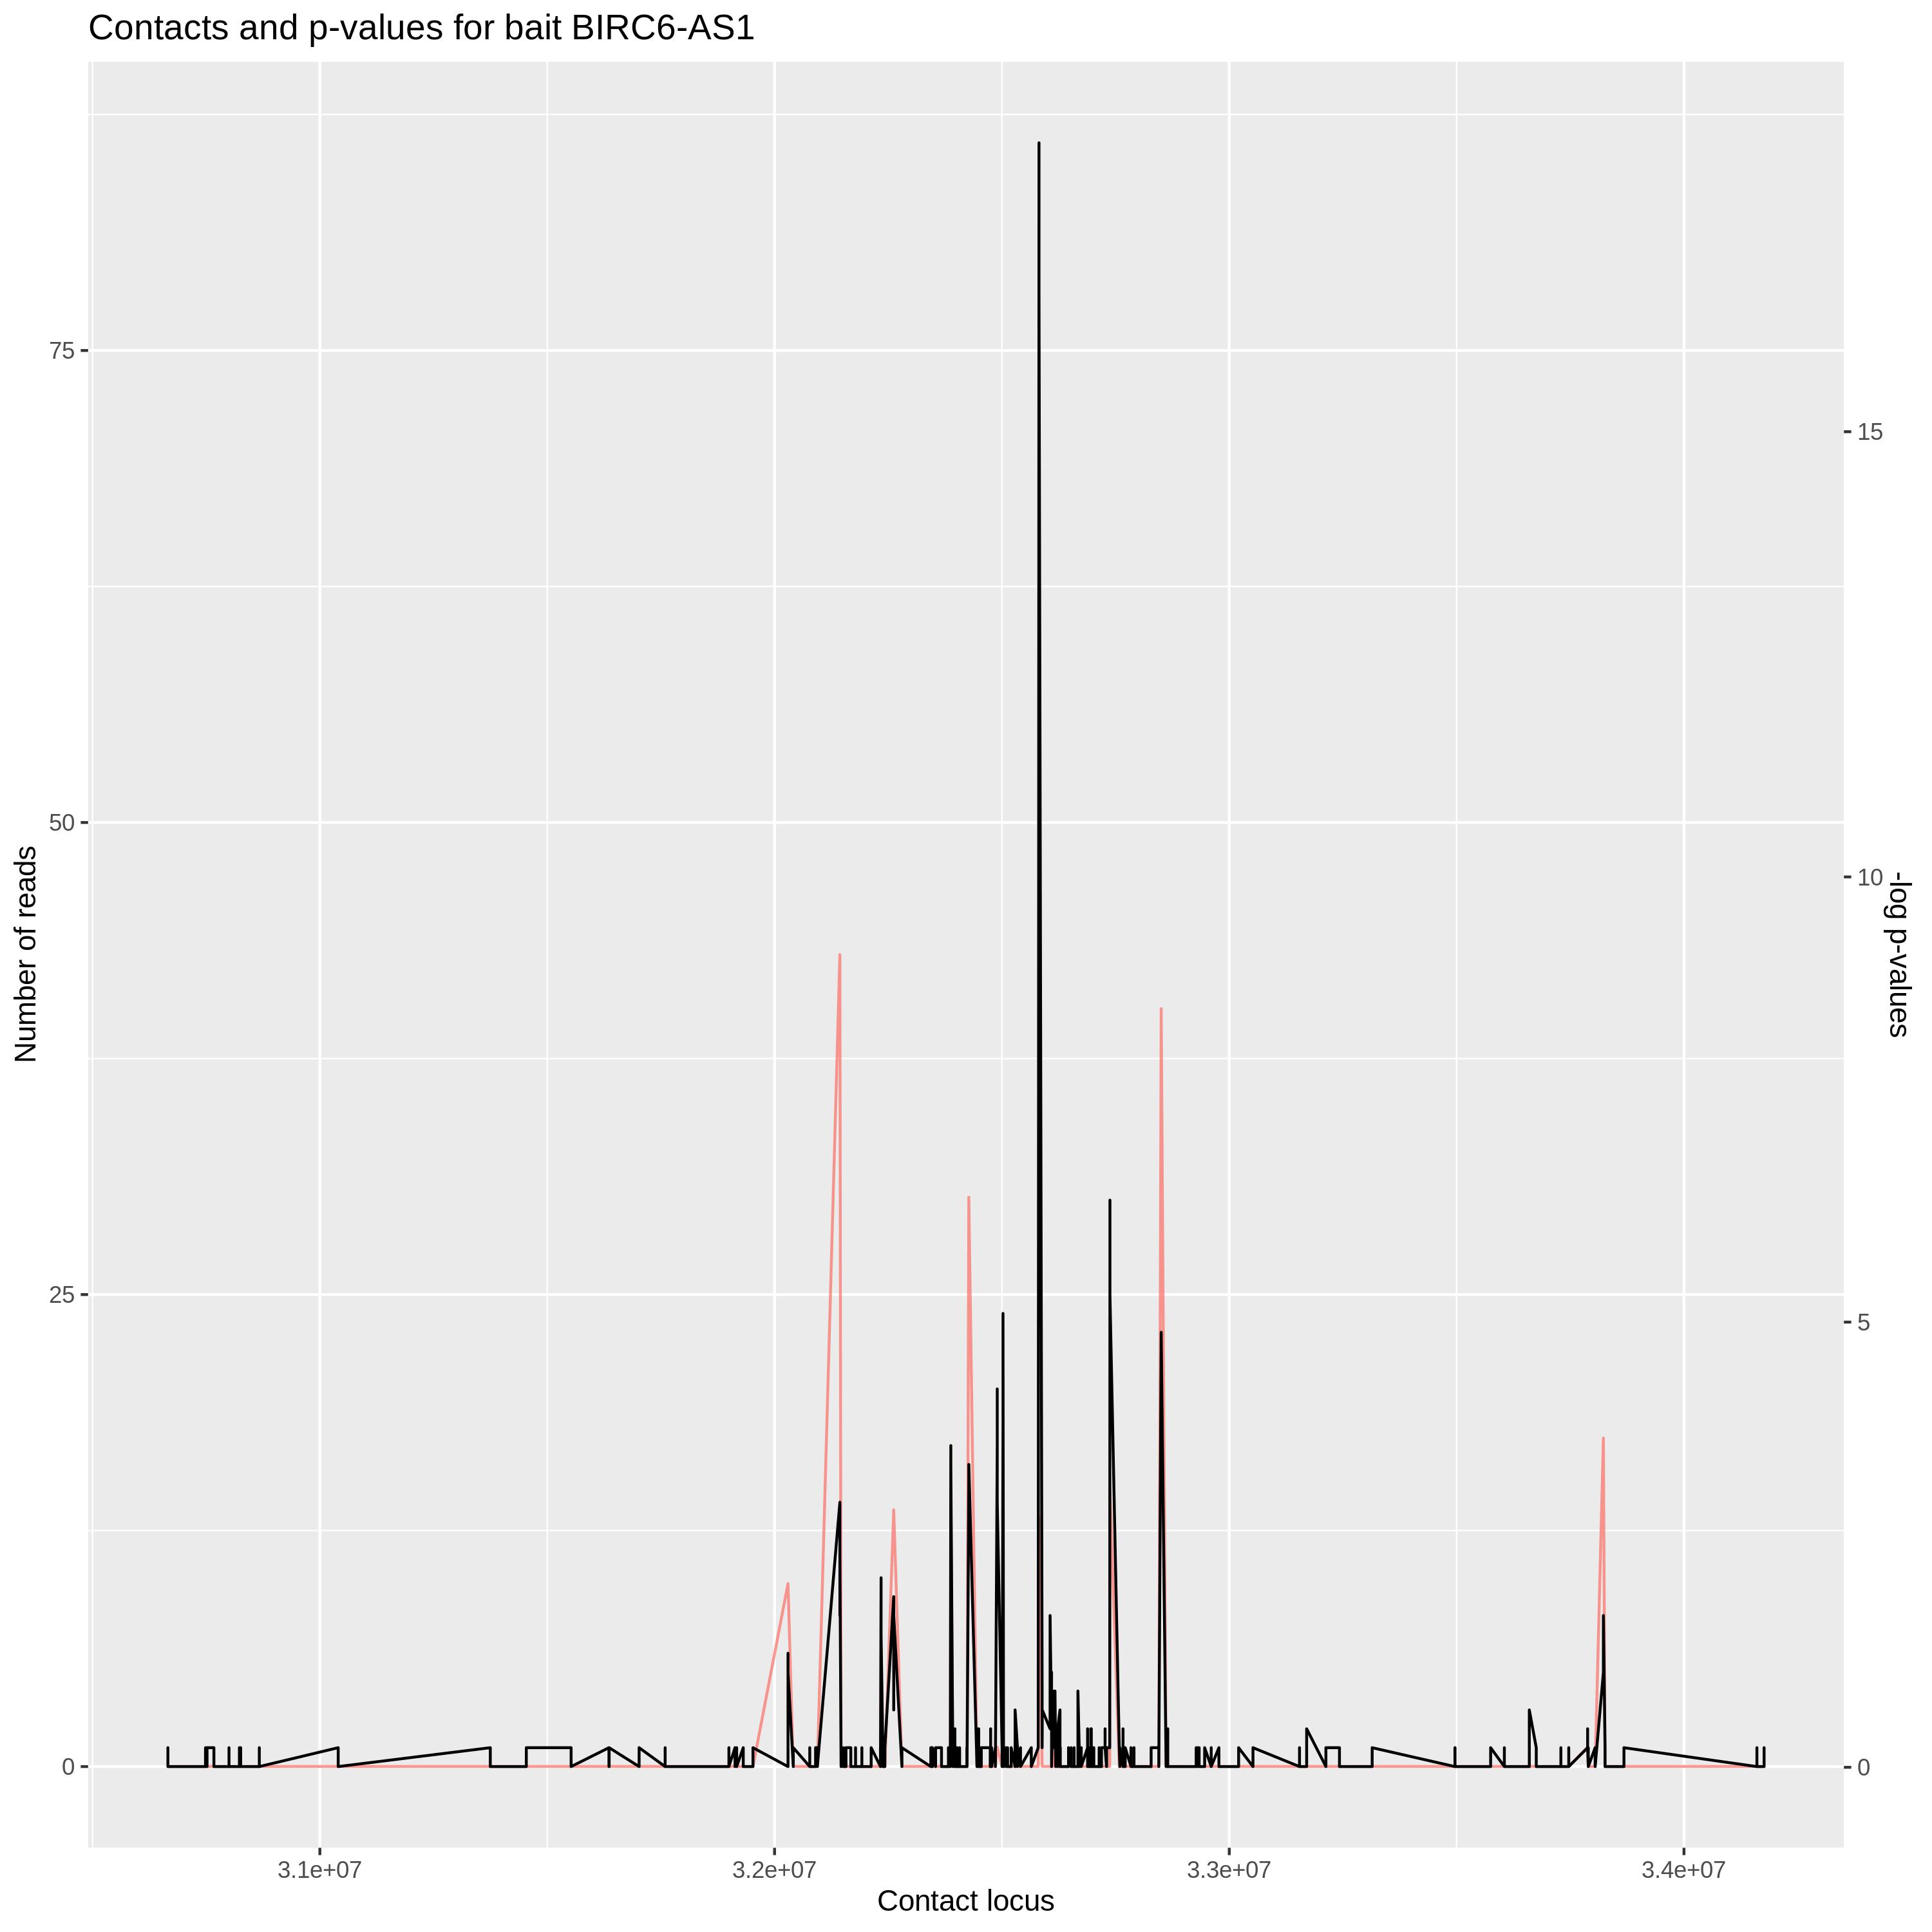 Contacts and p-values for bait BIRC6-AS1
75
50
25
0
Number of reads
15
10
5
0
-log p-values
3.1e+07
3.2e+07
3.3e+07
3.4e+07
Contact locus